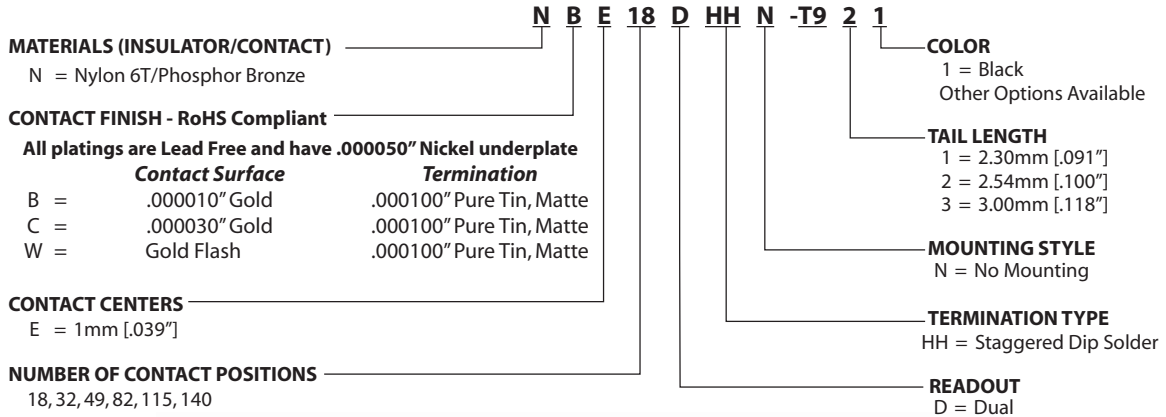 N B E 18 D HH N -T9 2 1
MATERIALS (INSULATOR/CONTACT)
N = Nylon 6T/Phosphor Bronze
CONTACT FINISH - RoHS Compliant
All platings are Lead Free and have .000050” Nickel underplate
Contact Surface Termination
B = .000010” Gold .000100” Pure Tin, Matte
C = .000030” Gold .000100” Pure Tin, Matte
W = Gold Flash .000100” Pure Tin, Matte
CONTACT CENTERS
E = 1mm [.039”]
NUMBER OF CONTACT POSITIONS
18, 32, 49, 82, 115, 140
COLOR
1 = Black
Other Options Available
TAIL LENGTH
1 = 2.30mm [.091”]
2 = 2.54mm [.100”]
3 = 3.00mm [.118”]
MOUNTING STYLE
N = No Mounting
TERMINATION TYPE
HH = Staggered Dip Solder
READOUT
D = Dual